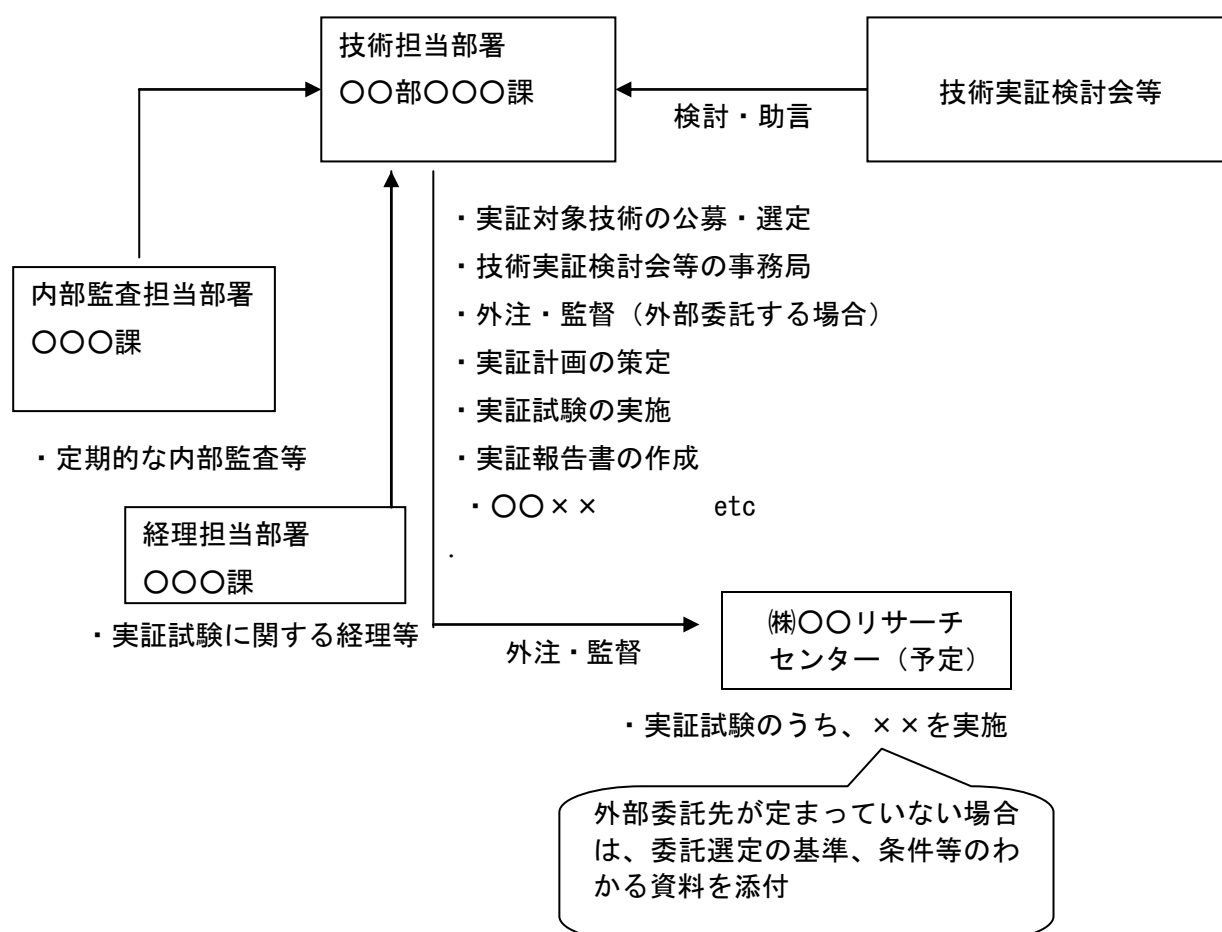 技術担当部署
〇〇部〇〇〇課
検討・助言
技術実証検討会等
・実証対象技術の公募・選定
・技術実証検討会等の事務局
・外注・監督（外部委託する場合）
・実証計画の策定
・実証試験の実施
・実証報告書の作成
・〇〇×× etc
.
内部監査担当部署
〇〇〇課
・定期的な内部監査等
経理担当部署
〇〇〇課
・実証試験に関する経理等
外注・監督
㈱〇〇リサーチ
センター（予定）
・実証試験のうち、××を実施
外部委託先が定まっていない場合
は、委託選定の基準、条件等のわ
かる資料を添付